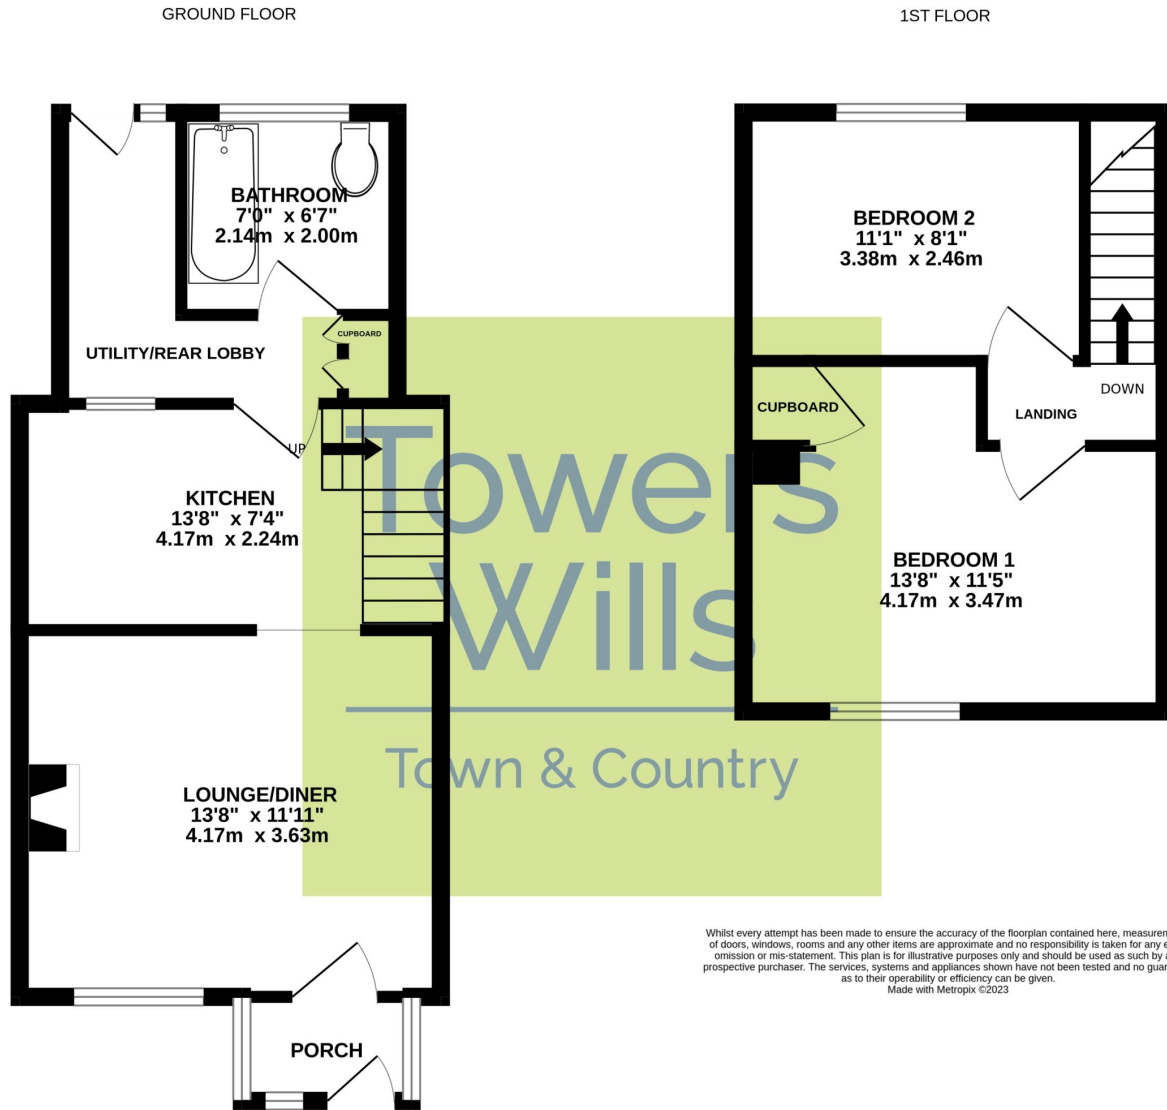 GROUND FLOOR
BATHROOM
7'0" x 6'7"
2.14m x 2.00m
CUPBOARD
UTILITY/REAR LOBBY
UP
KITCHEN
13'8" x 7'4"
4.17m x 2.24m
LOUNGE/DINER
13'8" x 11'11"
4.17m x 3.63m
PORCH
Towers
Wills
Town & Country
1ST FLOOR
BEDROOM 2
11'1" x 8'1"
3.38m x 2.46m
DOWN
LANDING
CUPBOARD
BEDROOM 1
13'8" x 11'5"
4.17m x 3.47m
Whilst every attempt has been made to ensure the accuracy of the floorplan contained here, measurem
of doors, windows, rooms and any other items are approximate and no responsibility is taken for any e
omission or mis-statement. This plan is for illustrative purposes only and should be used as such by a
prospective purchaser. The services, systems and appliances shown have not been tested and no guar
as to their operability or efficiency can be given.
Made with Metropix ©2023